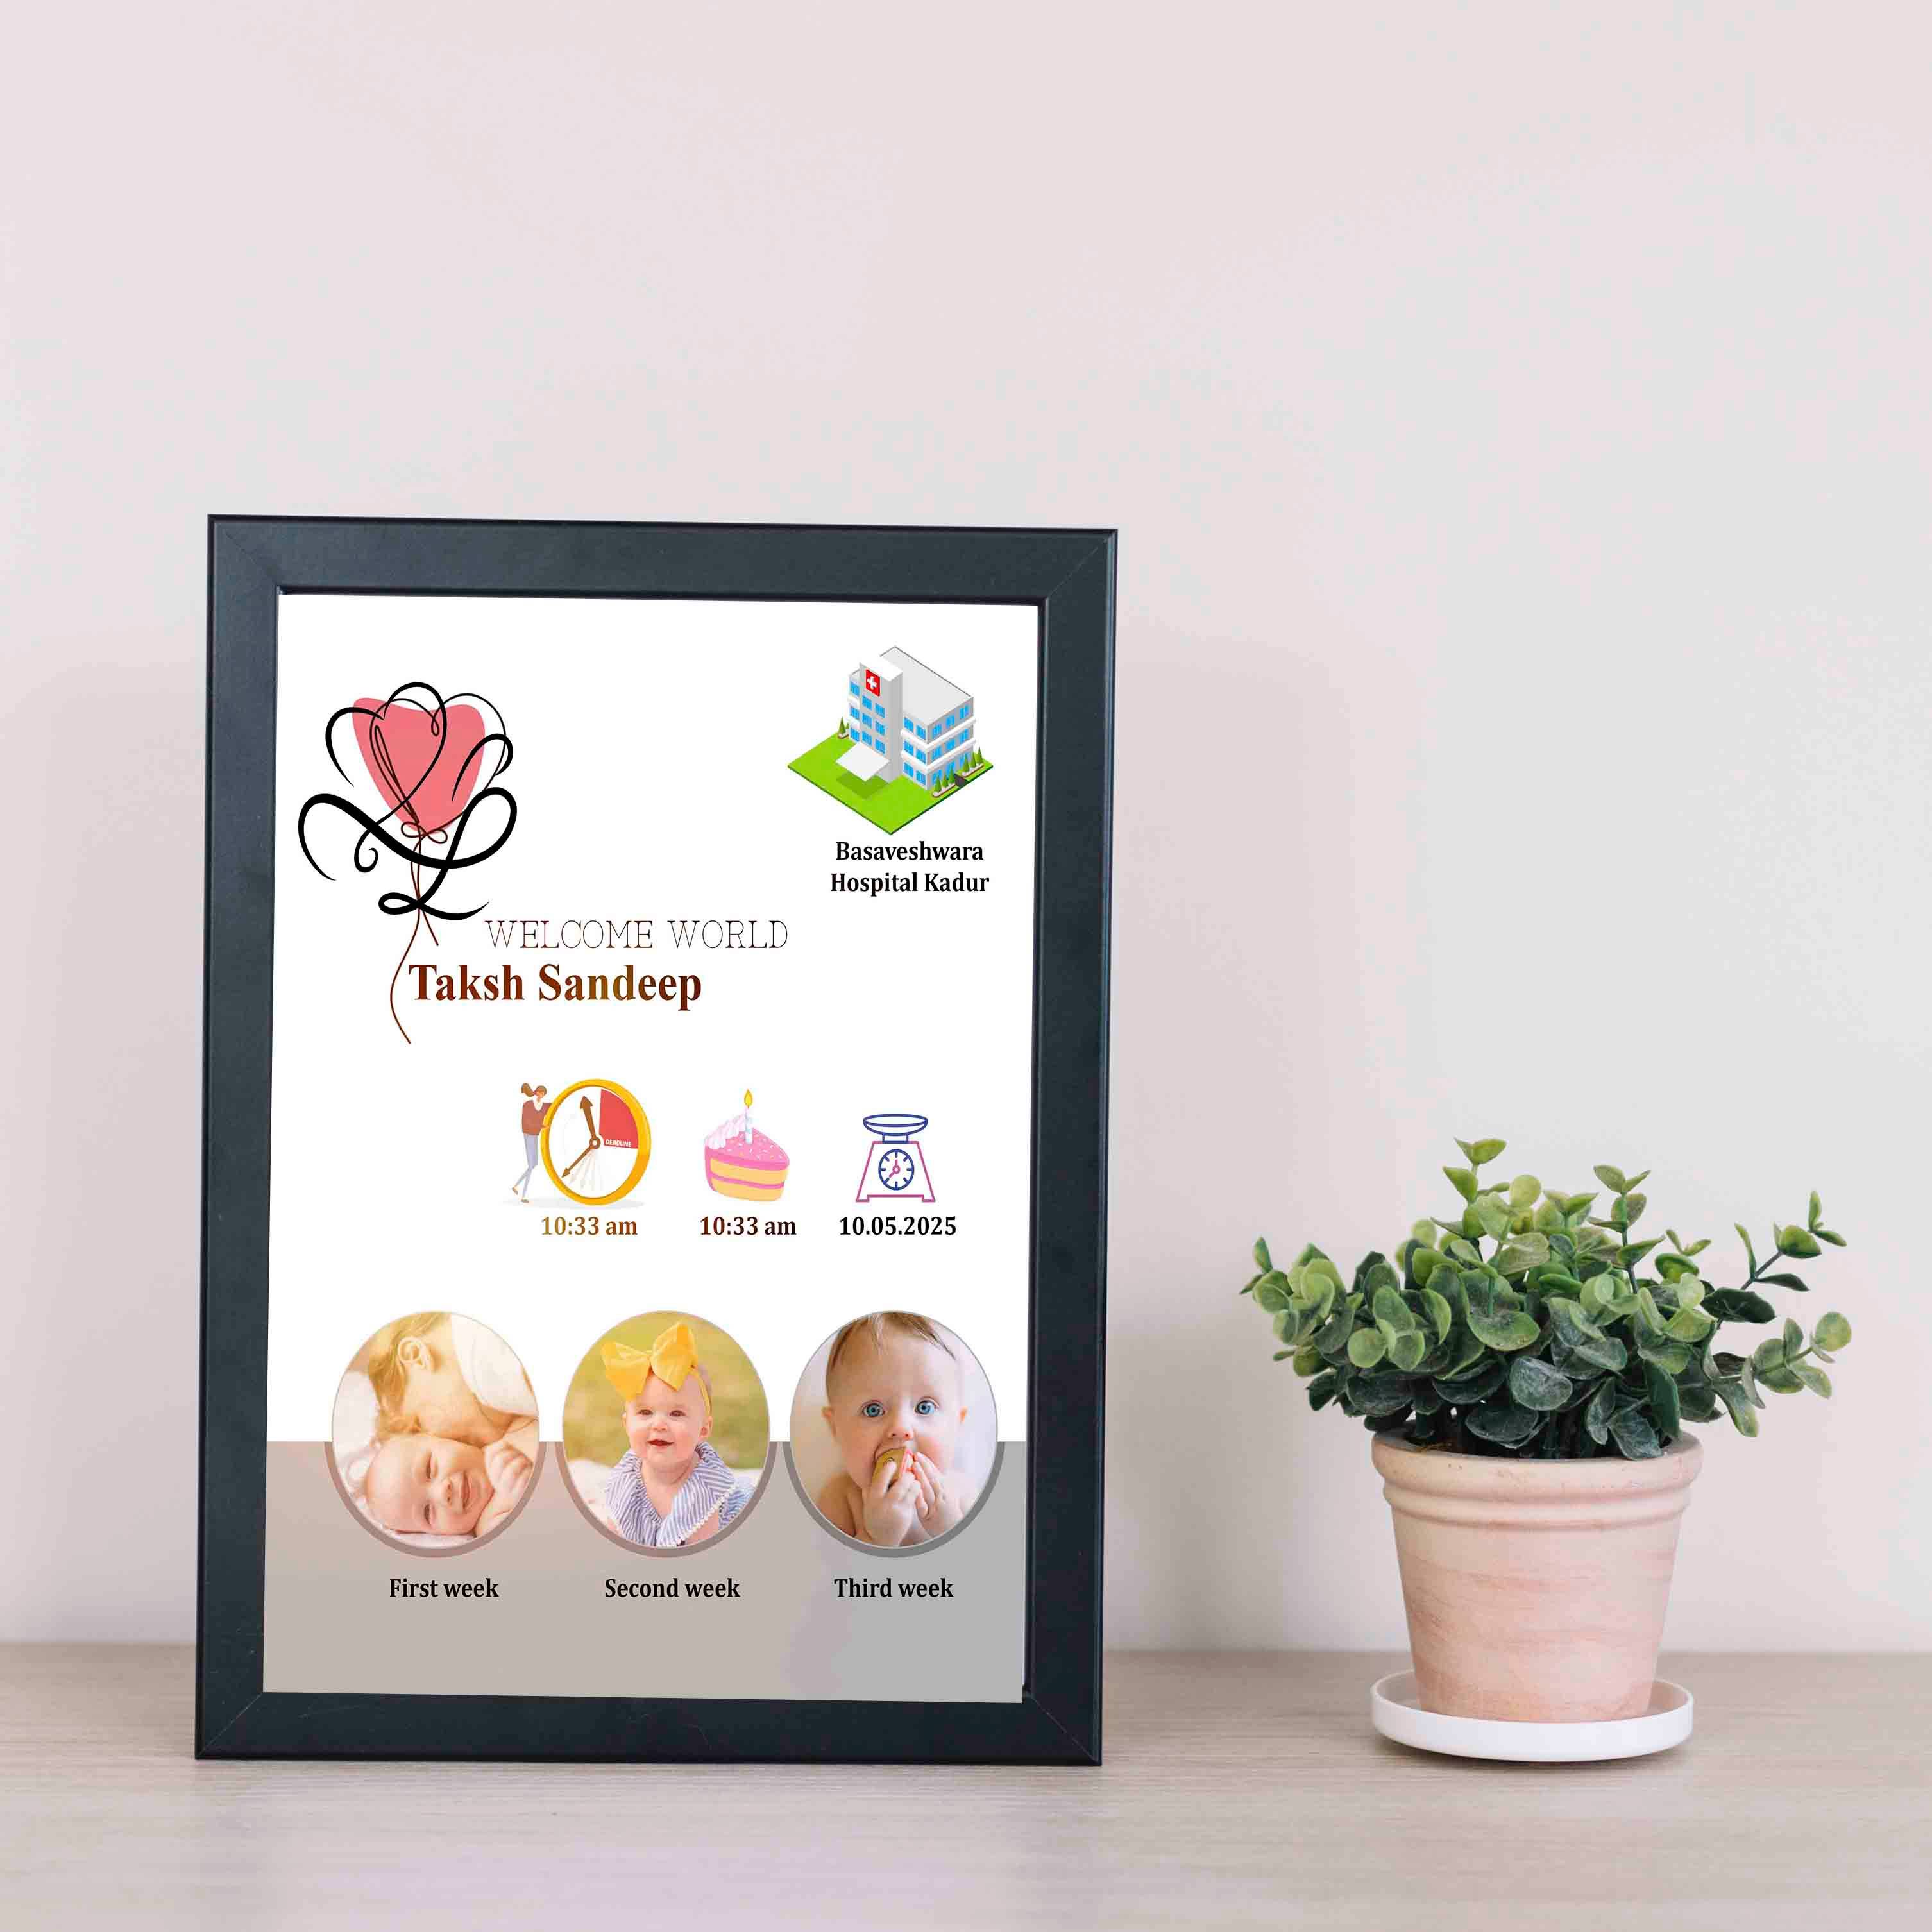 Basaveshwara
Hospital Kadur
WELCOME WORLD
Taksh Sandeep
DEADLINE
10:33 am
10:33 am
10.05.2025
First week
Second week
Third week